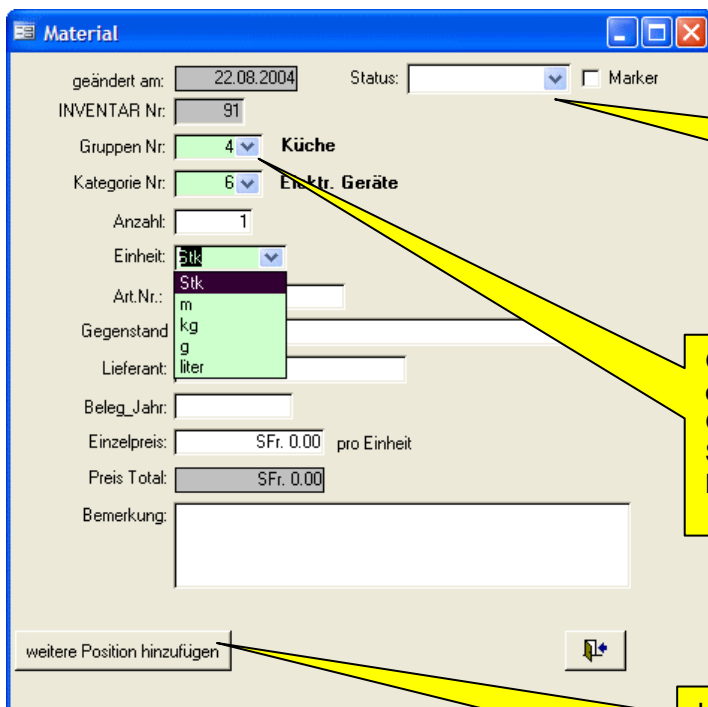 Material
geändert am: 22.08.2004 Status: Marker
INVENTAR Nr: 91
Gruppen Nr: 4 Küche
Kategorie Nr: 6 Elektr. Geräte
Anzahl: 1
Einheit: Stk
Stk
m
kg
g
liter
Art.Nr.:
Gegenstand
Lieferant:
Beleg_Jahr:
Einzelpreis: SFr. 0.00 pro Einheit
Preis Total: SFr. 0.00
Bemerkung:
weitere Position hinzufügen